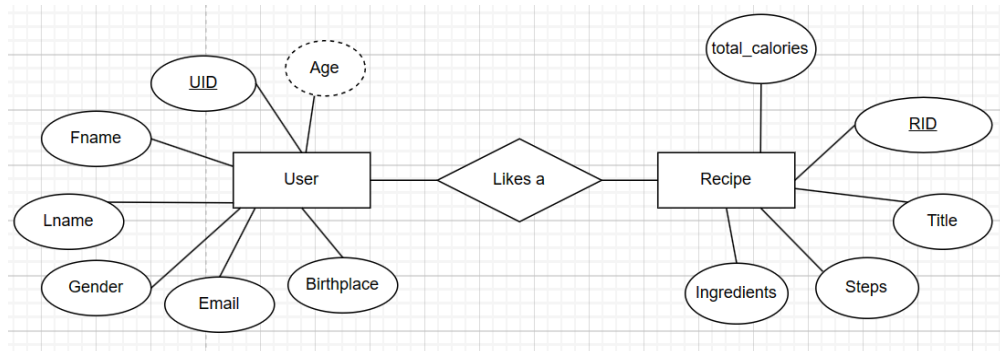 total_calories
Age
UID
RID
Fname
User
Likes a
Recipe
Lname
Title
Gender
Email
Birthplace
Ingredients
Steps